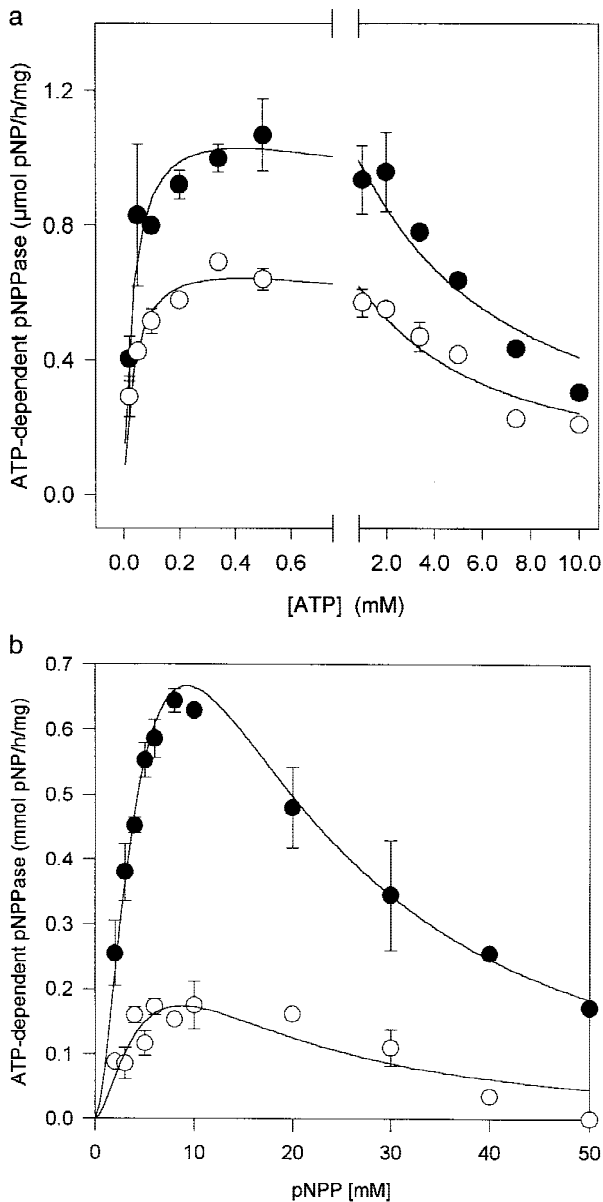 a
ATP-dependent pNPPase (µmol pNP/h/mg)
1.2
0.8
0.4
0.0
0.0 0.2 0.4 0.6 2.0 4.0 6.0 8.0 10.0
[ATP] (mM)
b
ATP-dependent pNPPase (mmol pNP/h/mg)
0.7
0.6
0.5
0.4
0.3
0.2
0.1
0.0
0 10 20 30 40 50
pNPP [mM]